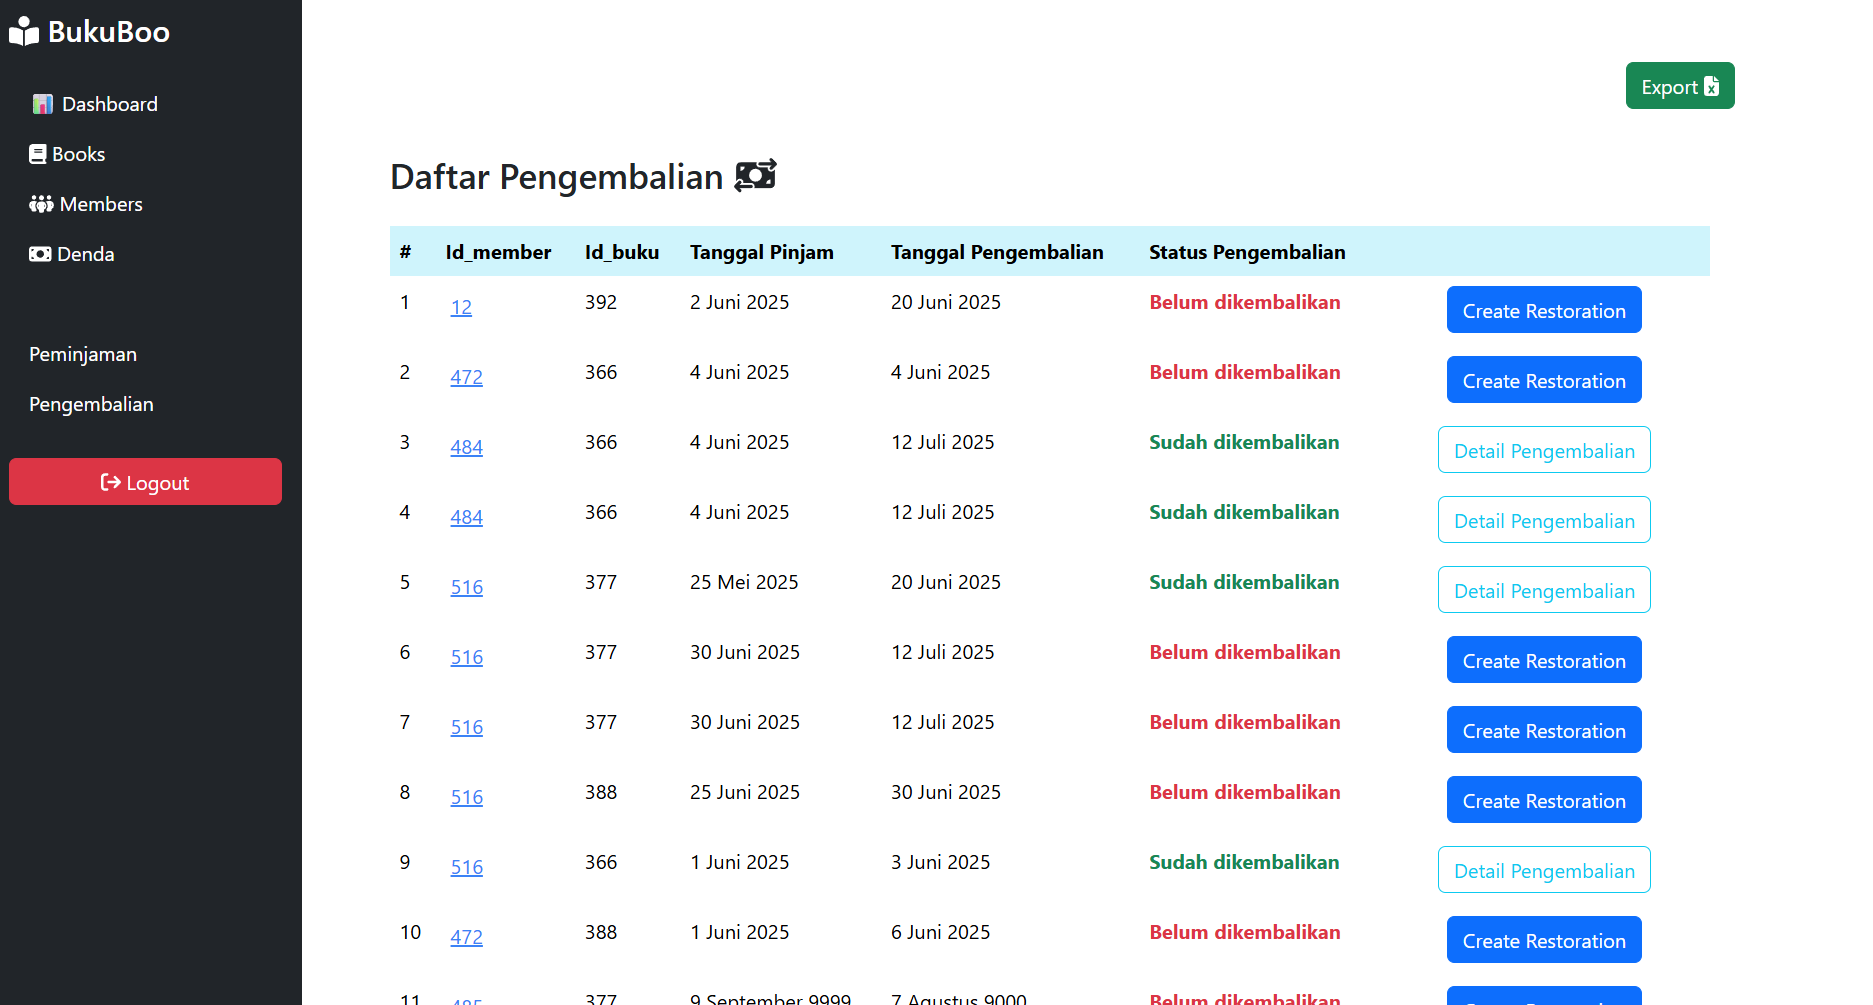 BukuBoo
Dashboard
Books
Members
Denda
Peminjaman
Pengembalian
Logout
Export
Daftar Pengembalian
# Id_member Id_buku Tanggal Pinjam Tanggal Pengembalian Status Pengembalian
1 12 392 2 Juni 2025 20 Juni 2025 Belum dikembalikan Create Restoration
2 472 366 4 Juni 2025 4 Juni 2025 Belum dikembalikan Create Restoration
3 484 366 4 Juni 2025 12 Juli 2025 Sudah dikembalikan Detail Pengembalian
4 484 366 4 Juni 2025 12 Juli 2025 Sudah dikembalikan Detail Pengembalian
5 516 377 25 Mei 2025 20 Juni 2025 Sudah dikembalikan Detail Pengembalian
6 516 377 30 Juni 2025 12 Juli 2025 Belum dikembalikan Create Restoration
7 516 377 30 Juni 2025 12 Juli 2025 Belum dikembalikan Create Restoration
8 516 388 25 Juni 2025 30 Juni 2025 Belum dikembalikan Create Restoration
9 516 366 1 Juni 2025 3 Juni 2025 Sudah dikembalikan Detail Pengembalian
10 472 388 1 Juni 2025 6 Juni 2025 Belum dikembalikan Create Restoration
11 377 9 September 9999 7 Agustus 9000 Belum dikembalikan